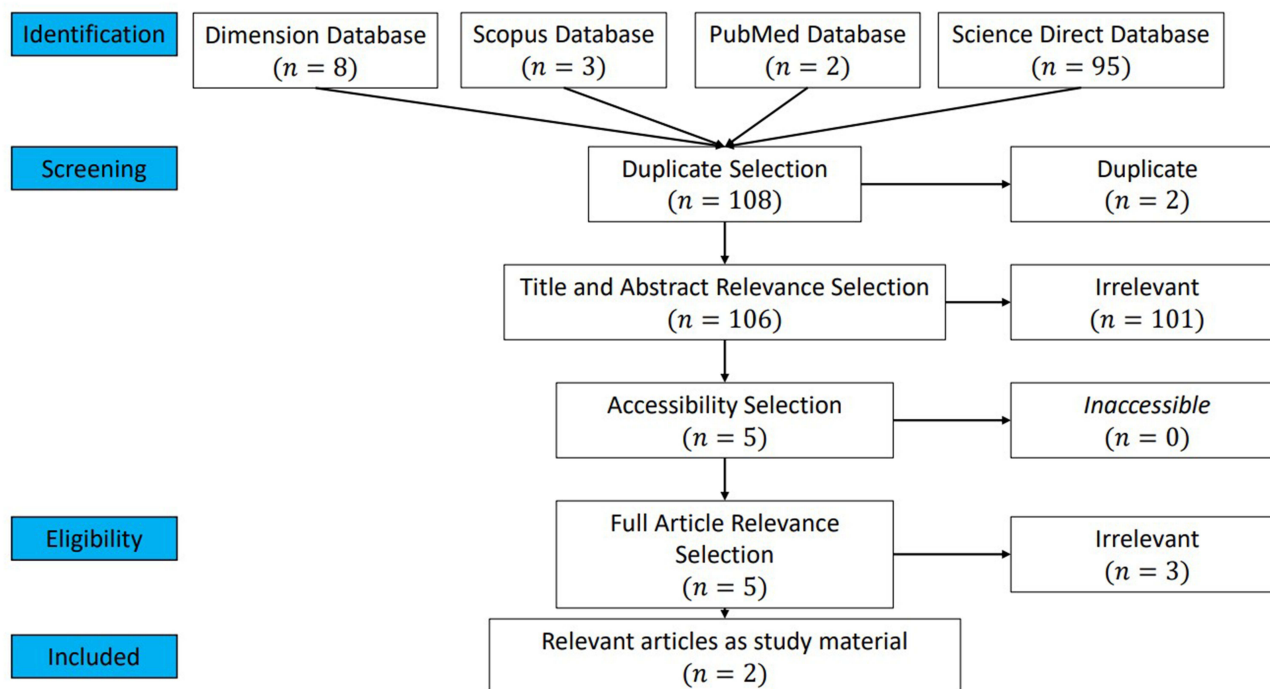 Identification
Dimension Database
(n = 8)
Scopus Database
(n = 3)
PubMed Database
(n = 2)
Science Direct Database
(n = 95)
Screening
Duplicate Selection
(n = 108)
Duplicate
(n = 2)
Title and Abstract Relevance Selection
(n = 106)
Irrelevant
(n = 101)
Accessibility Selection
(n = 5)
Inaccessible
(n = 0)
Eligibility
Full Article Relevance
Selection
(n = 5)
Irrelevant
(n = 3)
Included
Relevant articles as study material
(n = 2)